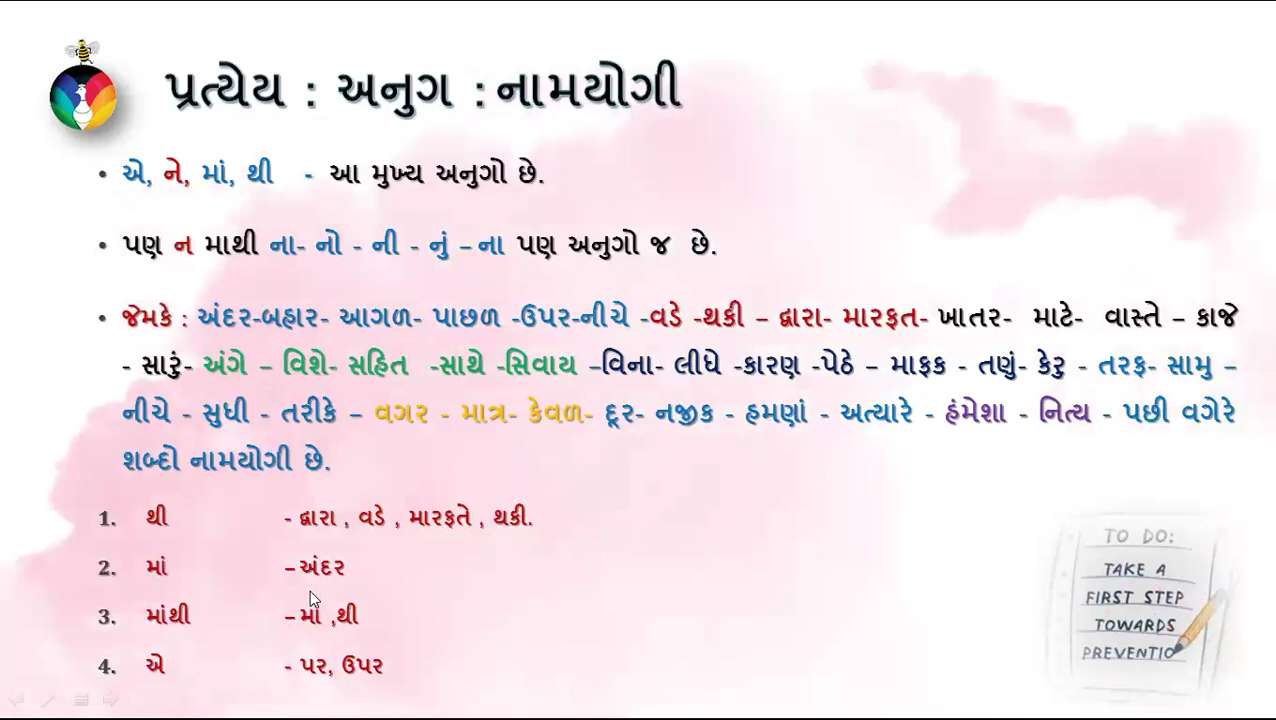 પ્રત્યેય : અનુગ : નામયોગી
• એ, ને, માં, થી - આ મુખ્ય અનુગો છે.
• પણ ન માથી ના- નો - ની - નું – ના પણ અનુગો જ છે.
• જેમકે : અંદર-બહાર- આગળ- પાછળ -ઉપર-નીચે -વડે -થકી – દ્વારા- મારફત- ખાતર- માટે- વાસ્તે – કાજે
- સારું- અંગે – વિશે- સહિત -સાથે -સિવાય –વિના- લીધે -કારણ -પેઠે – માફક - તણું- કેરુ - તરફ- સામુ –
નીચે - સુધી - તરીકે – વગર - માત્ર- કેવળ- દૂર- નજીક - હમણાં - અત્યારે - હંમેશા - નિત્ય - પછી વગેરે
શબ્દો નામયોગી છે.
1. થી - દ્વારા , વડે , મારફતે , થકી.
2. માં – અંદર
3. માંથી – માં ,થી
4. એ - પર, ઉપર
TO DO:
TAKE A
FIRST STEP
TOWARDS
PREVENTIO